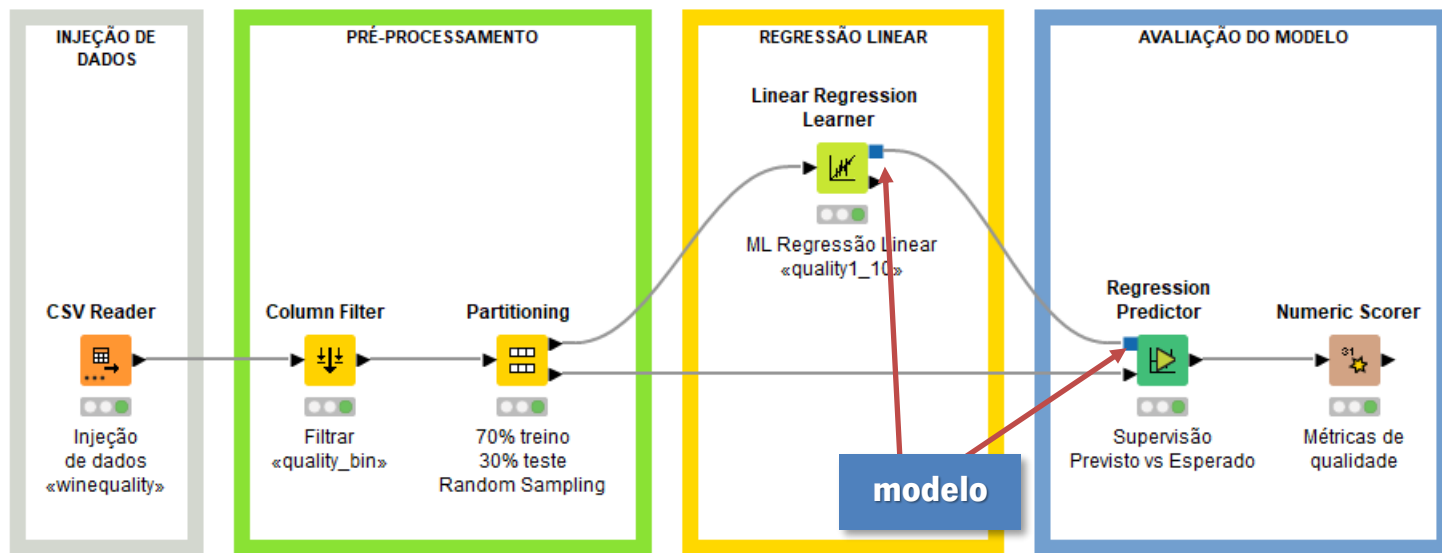 INJEÇÃO DE
DADOS
PRÉ-PROCESSAMENTO
REGRESSÃO LINEAR
AVALIAÇÃO DO MODELO
Linear Regression
Learner
ML Regressão Linear
«quality1_10»
CSV Reader
Injeção
de dados
«winequality»
Column Filter
Filtrar
«quality_bin»
Partitioning
70% treino
30% teste
Random Sampling
Regression
Predictor
Supervisão
Previsto vs Esperado
Numeric Scorer
31
Métricas de
qualidade
modelo